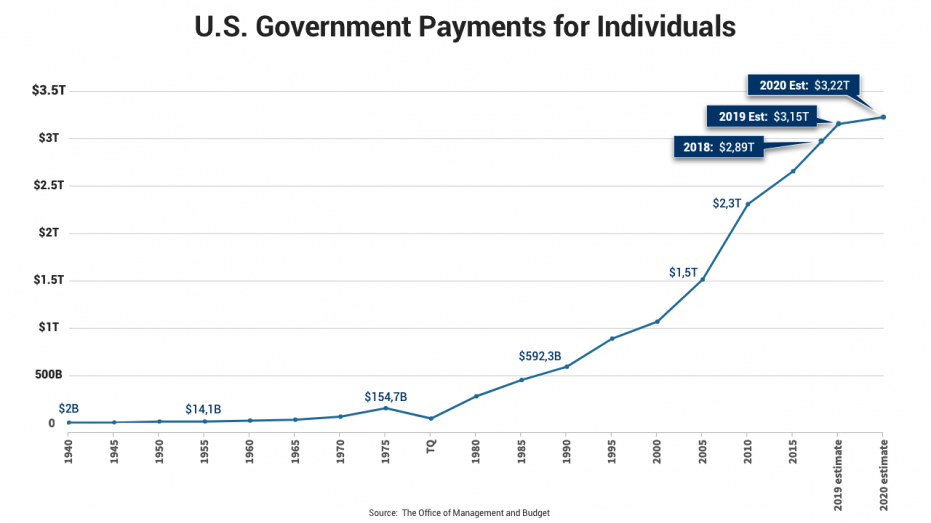 U.S. Government Payments for Individuals
$3.5T
2020 Est: $3,22T
2019 Est: $3,15T
$3T
2018: $2,89T
$2.5T
$2,3T
$2T
$1,5T
$1.5T
$1T
$592,3B
500B
$154,7B
$2B
$14,1B
0
1940
1945
1950
1955
1960
1965
1970
1975
TQ
1980
1985
1990
1995
2000
2005
2010
2015
2019 estimate
2020 estimate
Source: The Office of Management and Budget